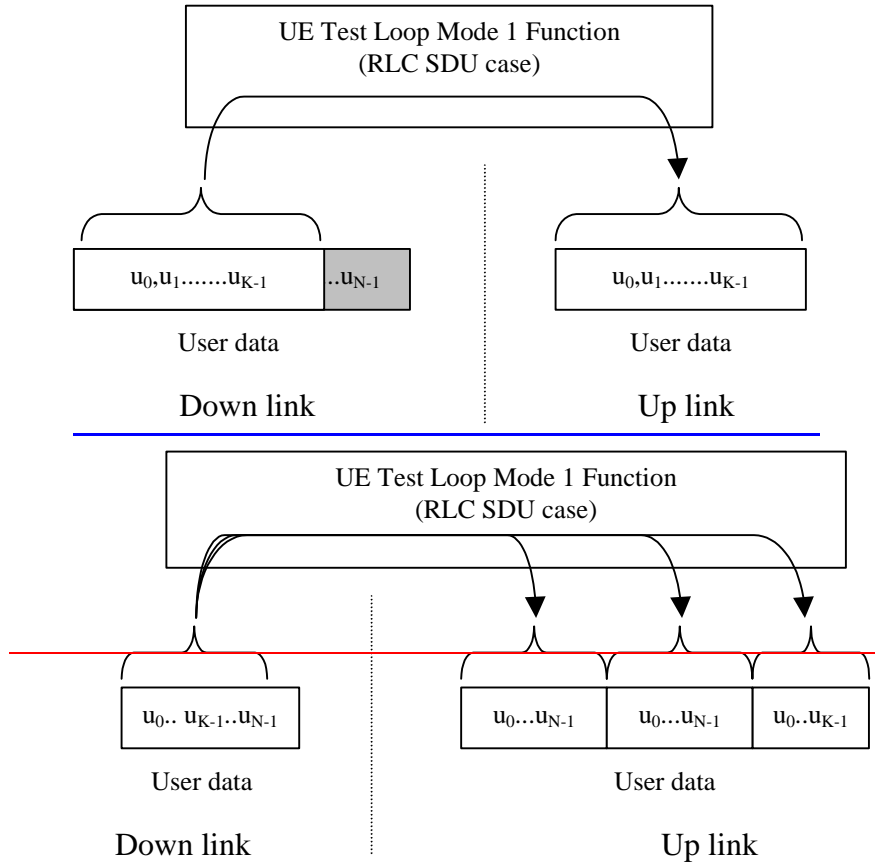 UE Test Loop Mode 1 Function
(RLC SDU case)
u0,u1.......uK-1 ..uN-1
u0,u1.......uK-1
User data
User data
Down link
Up link
UE Test Loop Mode 1 Function
(RLC SDU case)
u0.. uK-1..uN-1
u0...uN-1
u0...uN-1
u0..uK-1
User data
User data
Down link
Up link